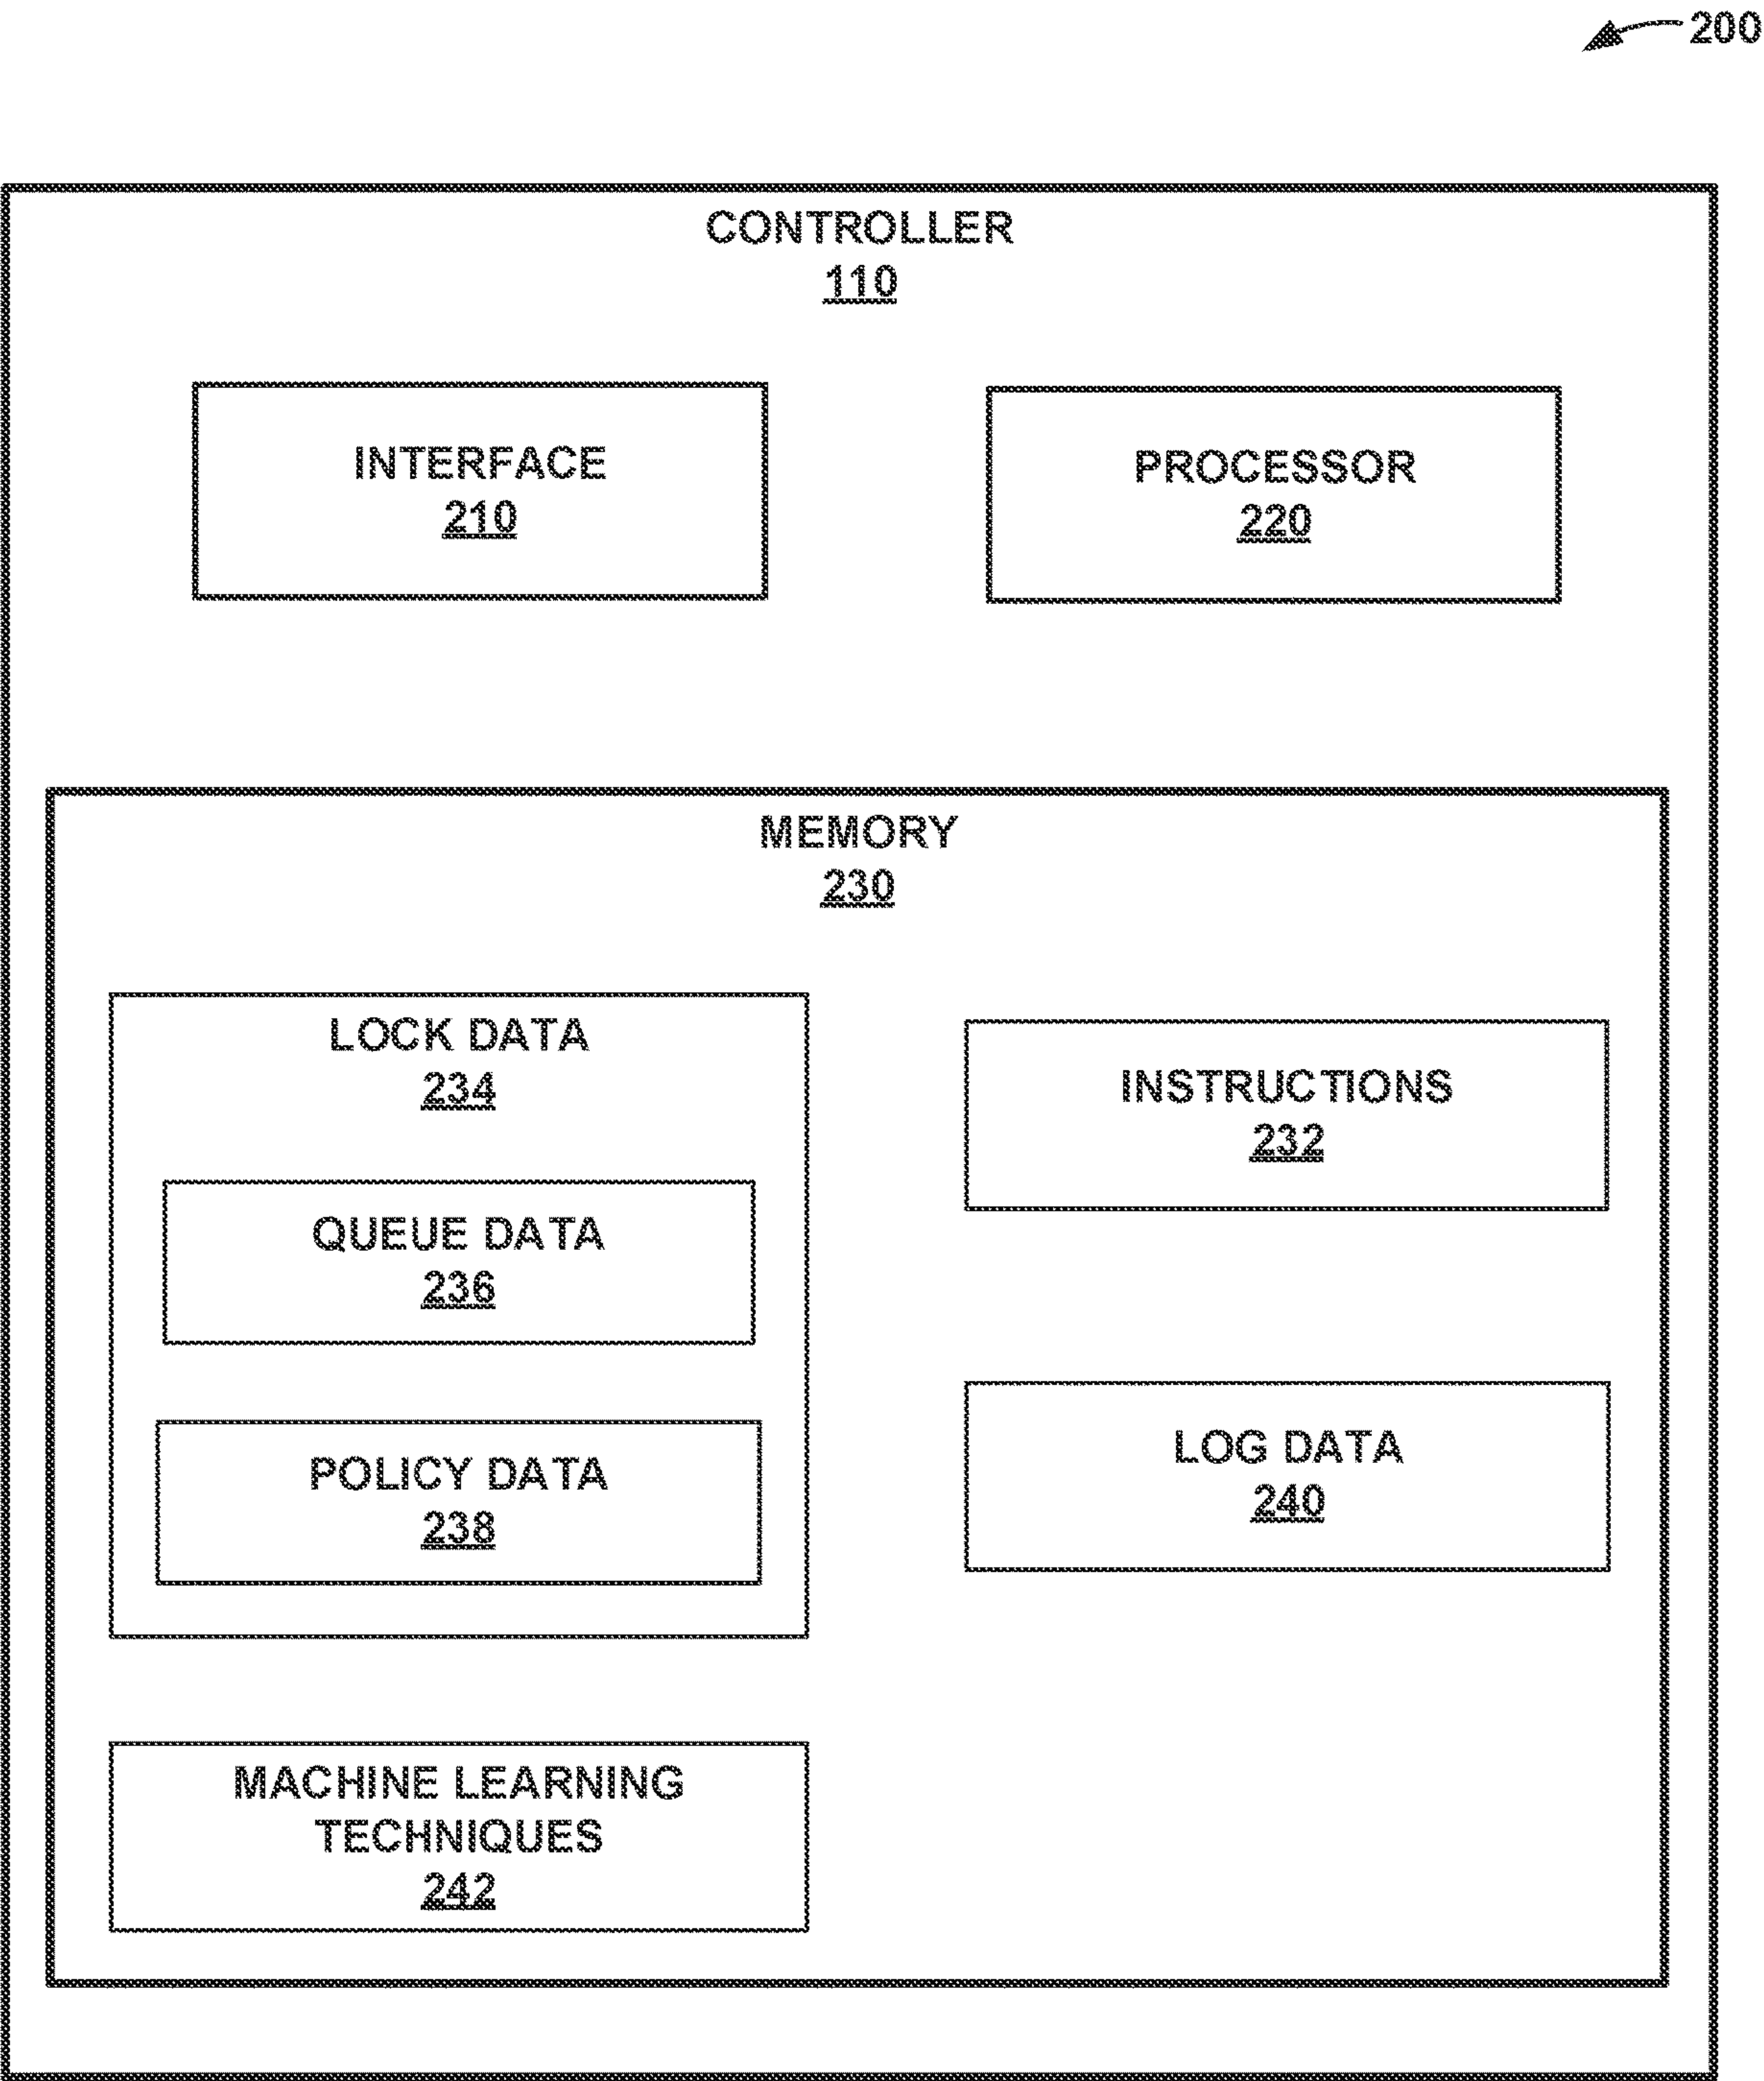 200
CONTROLLER
110
INTERFACE
210
PROCESSOR
220
MEMORY
230
LOCK DATA
234
QUEUE DATA
236
POLICY DATA
238
INSTRUCTIONS
232
LOG DATA
240
MACHINE LEARNING
TECHNIQUES
242